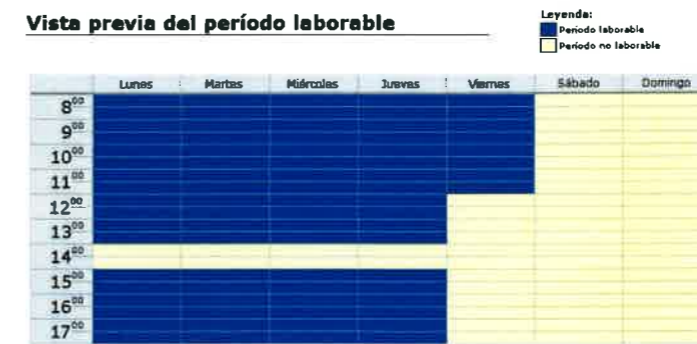 Vista previa del período laborable
Leyenda:
Período laborable
Período no laborable
Lunes Martes Miércoles Jueves Viernes Sábado Domingo
8⁰⁰
9⁰⁰
10⁰⁰
11⁰⁰
12⁰⁰
13⁰⁰
14⁰⁰
15⁰⁰
16⁰⁰
17⁰⁰